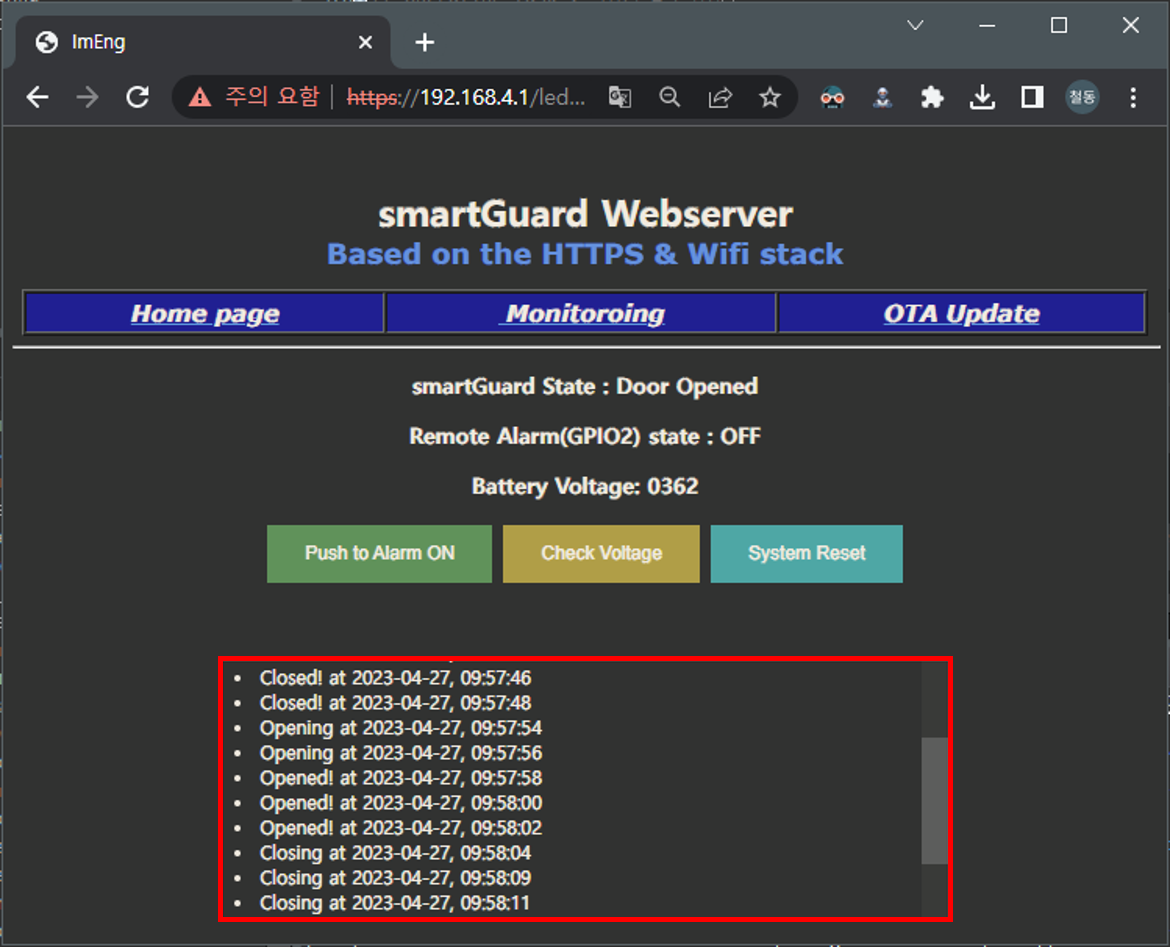 ImEng
주의 요함 https://192.168.4.1/led...
철동
smartGuard Webserver
Based on the HTTPS & Wifi stack
Home page Monitoroing OTA Update
smartGuard State : Door Opened
Remote Alarm(GPIO2) state : OFF
Battery Voltage: 0362
Push to Alarm ON Check Voltage System Reset
• Closed! at 2023-04-27, 09:57:46
• Closed! at 2023-04-27, 09:57:48
• Opening at 2023-04-27, 09:57:54
• Opening at 2023-04-27, 09:57:56
• Opened! at 2023-04-27, 09:57:58
• Opened! at 2023-04-27, 09:58:00
• Opened! at 2023-04-27, 09:58:02
• Closing at 2023-04-27, 09:58:04
• Closing at 2023-04-27, 09:58:09
• Closing at 2023-04-27, 09:58:11